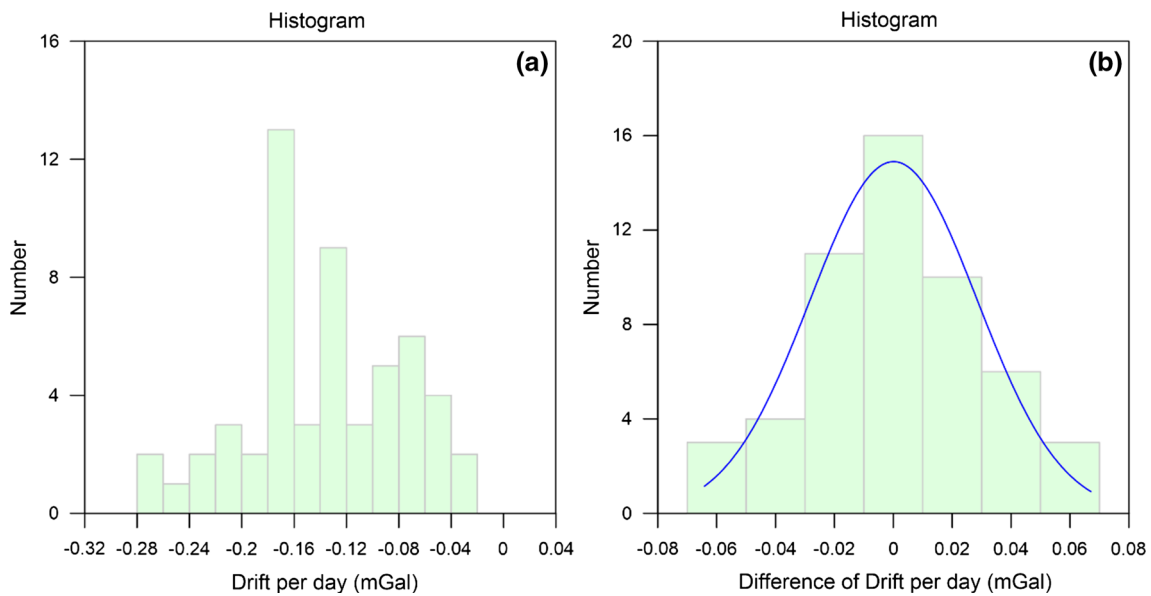 Histogram
(a)
16
12
8
4
0
Number
-0.32 -0.28 -0.24 -0.2 -0.16 -0.12 -0.08 -0.04 0 0.04
Drift per day (mGal)
Histogram
(b)
20
16
12
8
4
0
Number
-0.08 -0.06 -0.04 -0.02 0 0.02 0.04 0.06 0.08
Difference of Drift per day (mGal)